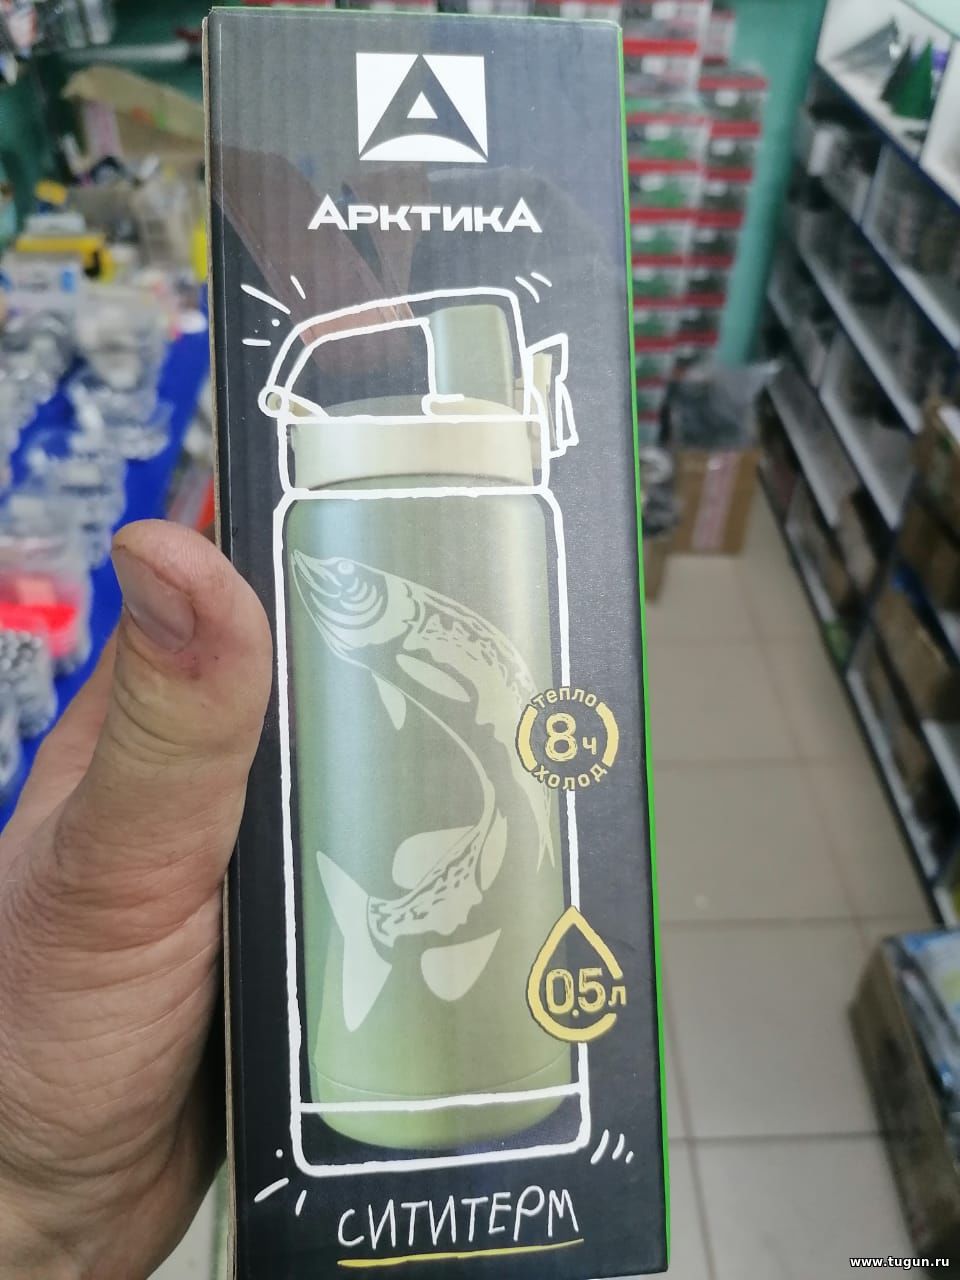 АРКТИКА
тепло
8ч
холод
0.5л
СИТИТЕРМ
www.tugun.ru